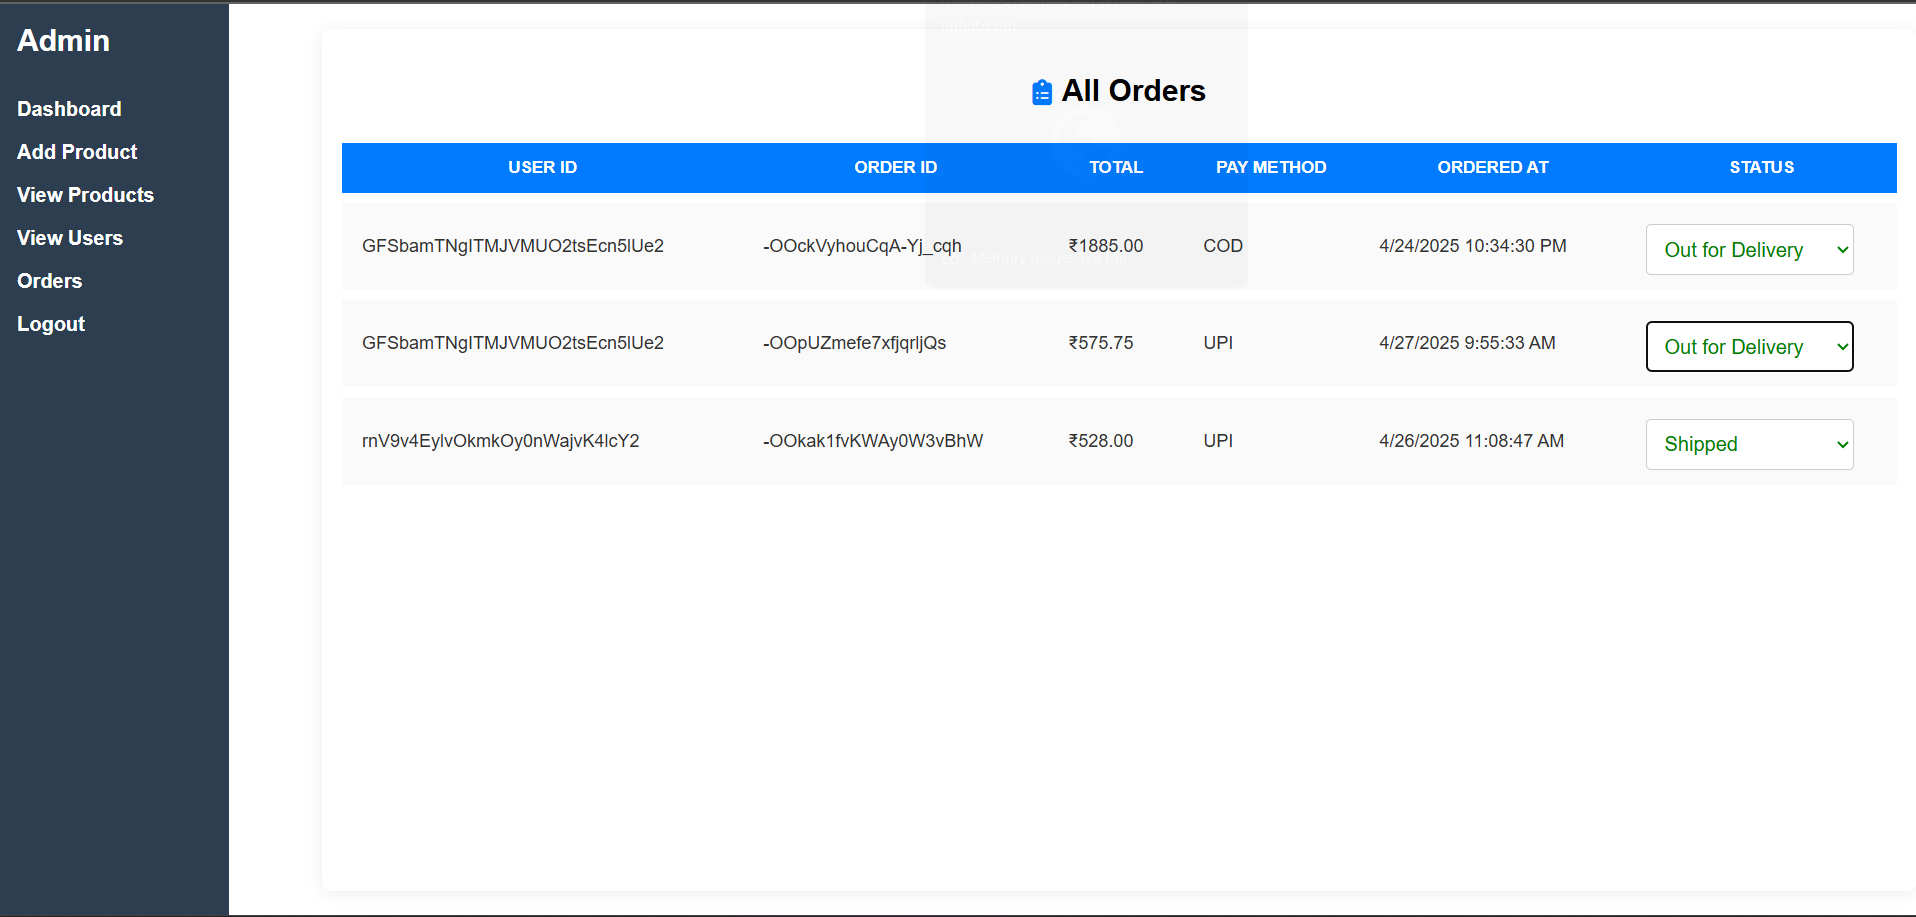 Admin
Dashboard
Add Product
View Products
View Users
Orders
Logout
All Orders
USER ID ORDER ID TOTAL PAY METHOD ORDERED AT STATUS
GFSbamTNgITMJVMUO2tsEcn5lUe2 -OOckVyhouCqA-Yj_cqh ₹1885.00 COD 4/24/2025 10:34:30 PM Out for Delivery
Memory usage:
GFSbamTNgITMJVMUO2tsEcn5lUe2 -OOpUZmefe7xfjqrljQs ₹575.75 UPI 4/27/2025 9:55:33 AM Out for Delivery
rnV9v4EylvOkmkOy0nWajvK4lcY2 -OOkak1fvKWAy0W3vBhW ₹528.00 UPI 4/26/2025 11:08:47 AM Shipped